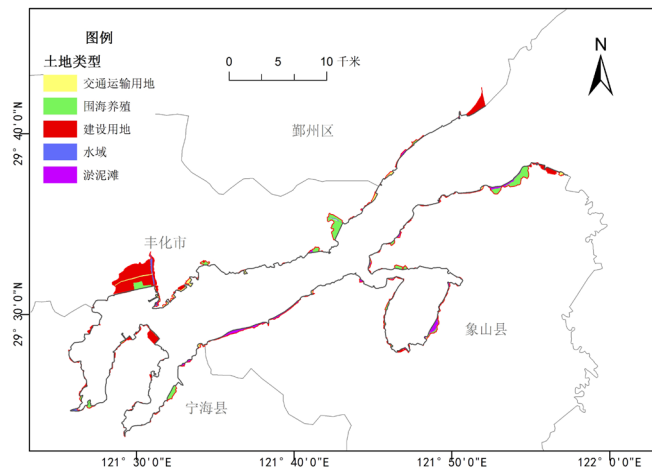 图例
土地类型
交通运输用地
围海养殖
建设用地
水域
淤泥滩
0 5 10 千米
N
鄞州区
丰化市
象山县
宁海县
29° 40'0"N
29° 30'0"N
121° 30'0"E
121° 40'0"E
121° 50'0"E
122° 0'0"E